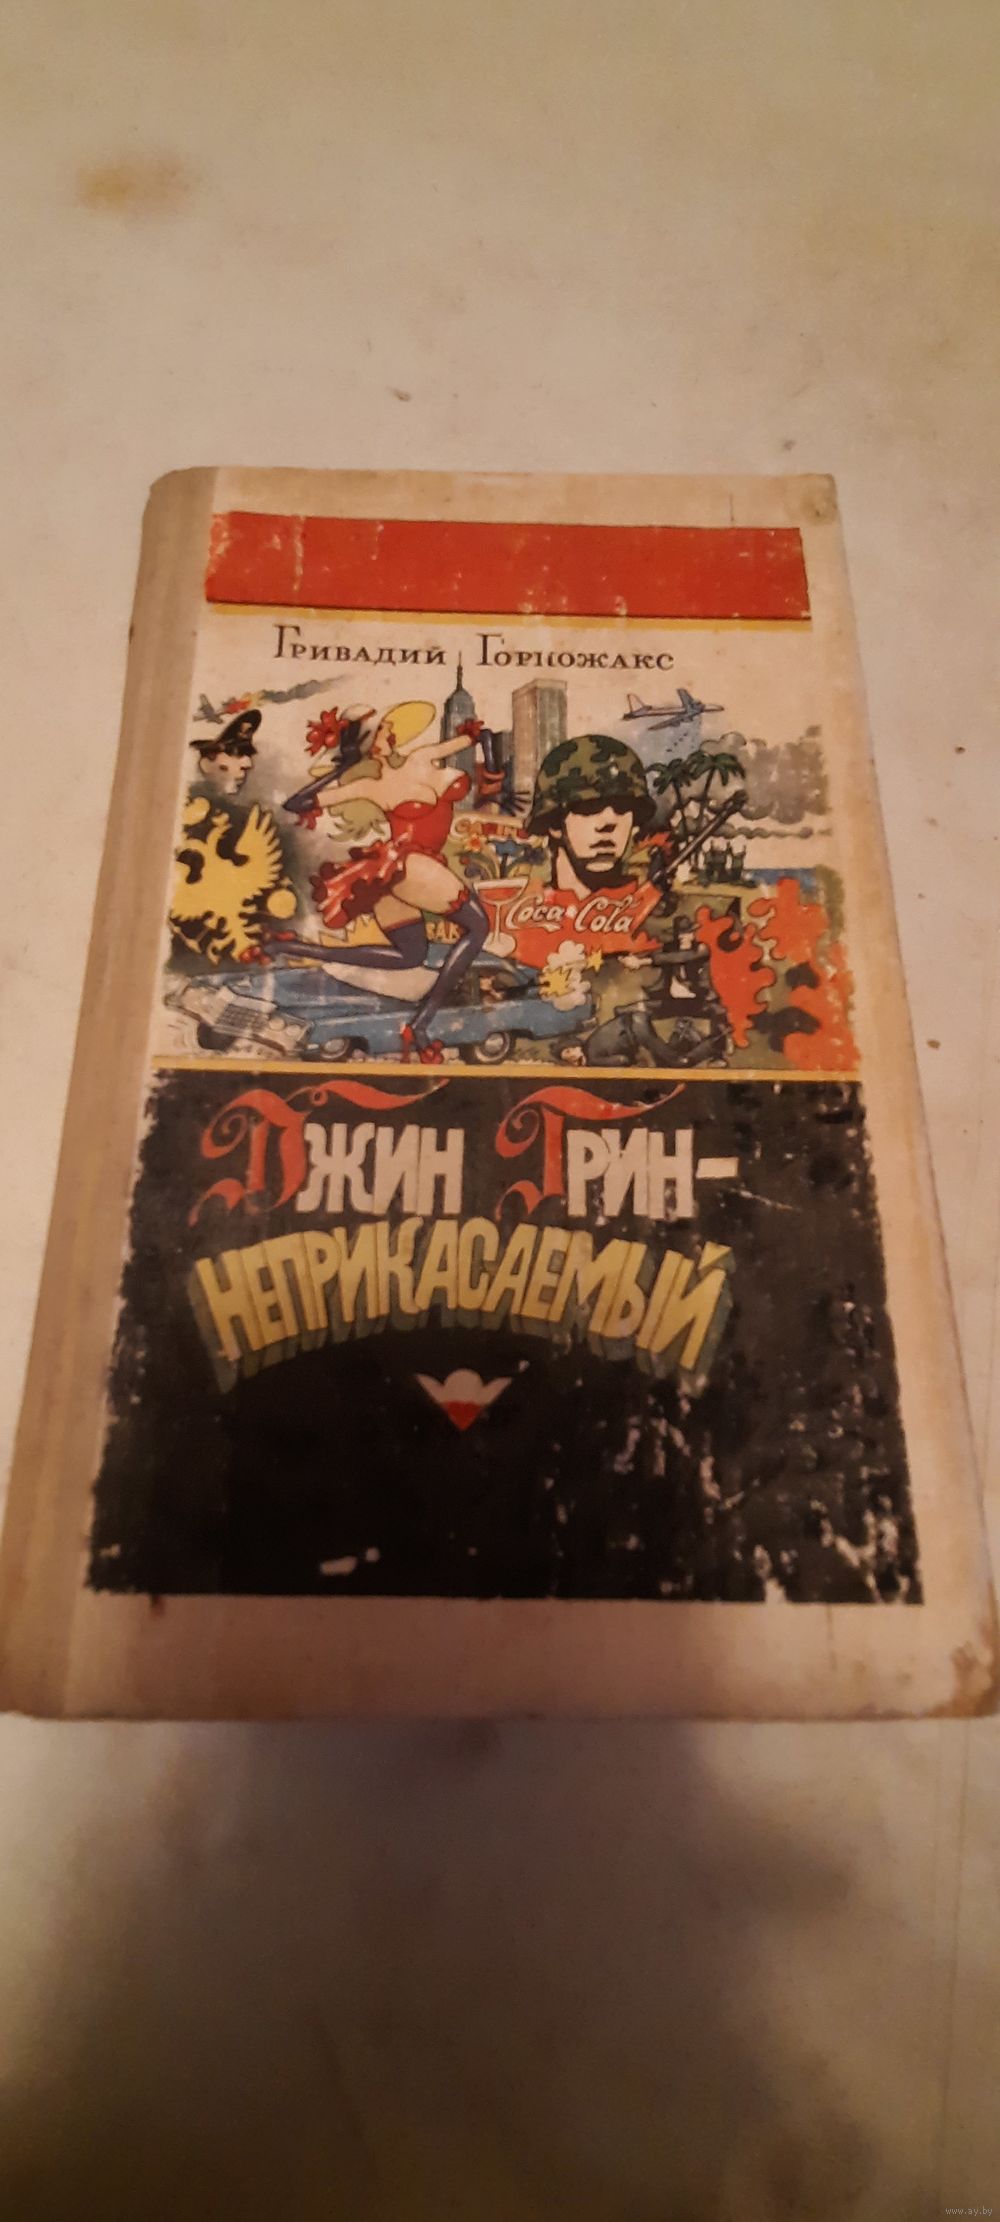 Гривадий Горпожакс
Coca-Cola
Джин Грин-
неприкасаемый
www.ay.by